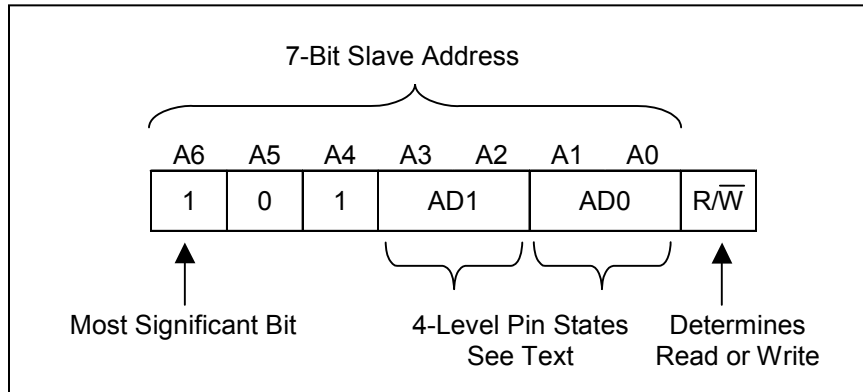 7-Bit Slave Address
A6 A5 A4 A3 A2 A1 A0
1 0 1 AD1 AD0 R/W̅
Most Significant Bit 4-Level Pin States Determines
See Text Read or Write